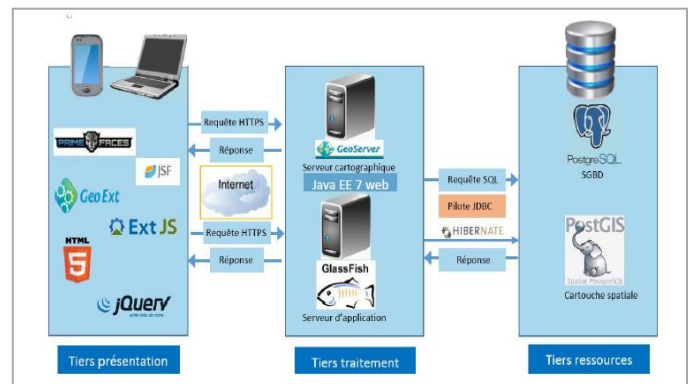 PRIME FACES
JSF
GeoExt
Ext JS
HTML
5
jQuery
Tiers présentation
Requête HTTPS
Réponse
Internet
Requête HTTPS
Réponse
GeoServer
Serveur cartographique
Java EE 7 web
GlassFish
Serveur d'application
Tiers traitement
Requête SQL
Pilote JDBC
HIBERNATE
Réponse
PostgreSQL
SGBD
PostGIS
Spatial PostgreSQL
Cartouche spatiale
Tiers ressources